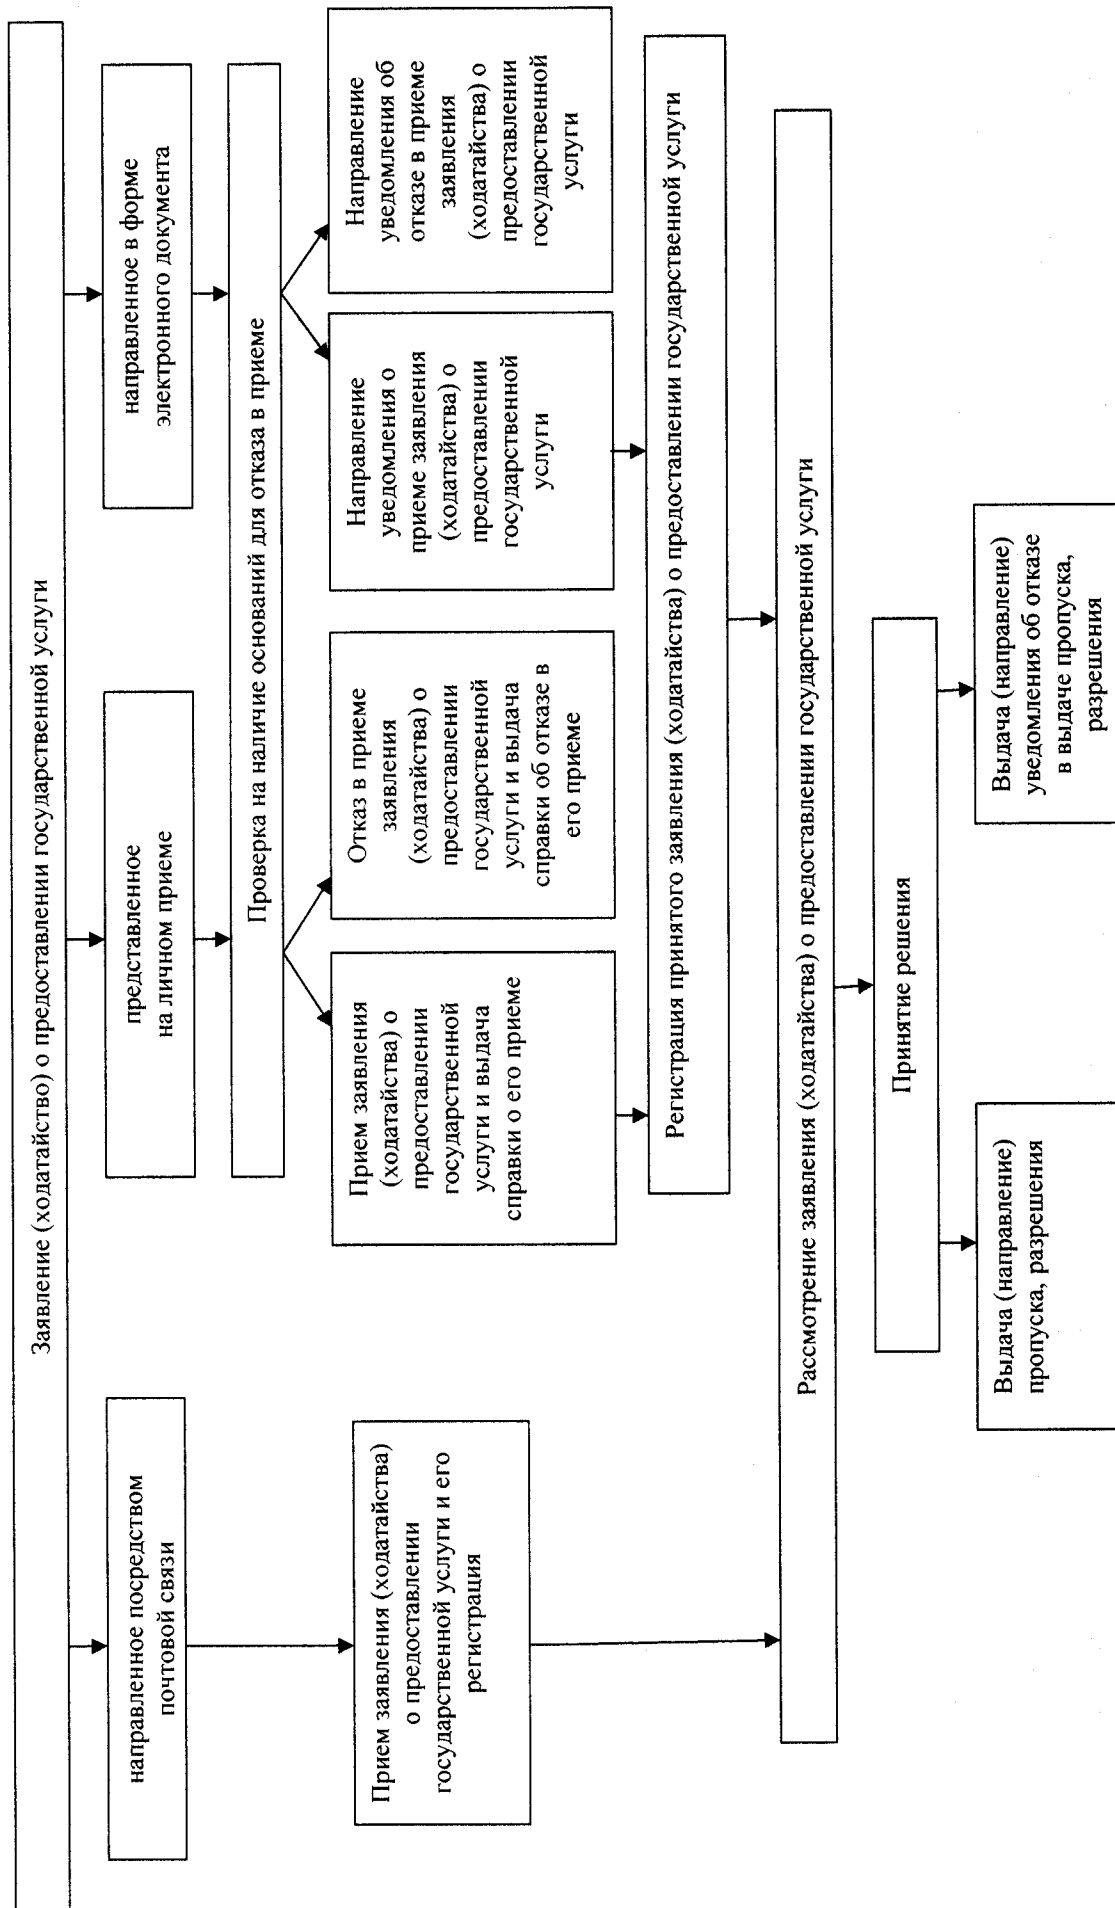 Заявление (ходатайство) о предоставлении государственной услуги
направленное посредством
почтовой связи
представленное
на личном приеме
направленное в форме
электронного документа
Проверка на наличие оснований для отказа в приеме
Прием заявления (ходатайства)
о предоставлении
государственной услуги и его
регистрация
Прием заявления
(ходатайства) о
предоставлении
государственной
услуги и выдача
справки о его приеме
Отказ в приеме
заявления
(ходатайства) о
предоставлении
государственной
услуги и выдача
справки об отказе в
его приеме
Направление
уведомления о
приеме заявления
(ходатайства) о
предоставлении
государственной
услуги
Направление
уведомления об
отказе в приеме
заявления
(ходатайства) о
предоставлении
государственной
услуги
Регистрация принятого заявления (ходатайства) о предоставлении государственной услуги
Рассмотрение заявления (ходатайства) о предоставлении государственной услуги
Принятие решения
Выдача (направление)
пропуска, разрешения
Выдача (направление)
уведомления об отказе
в выдаче пропуска,
разрешения